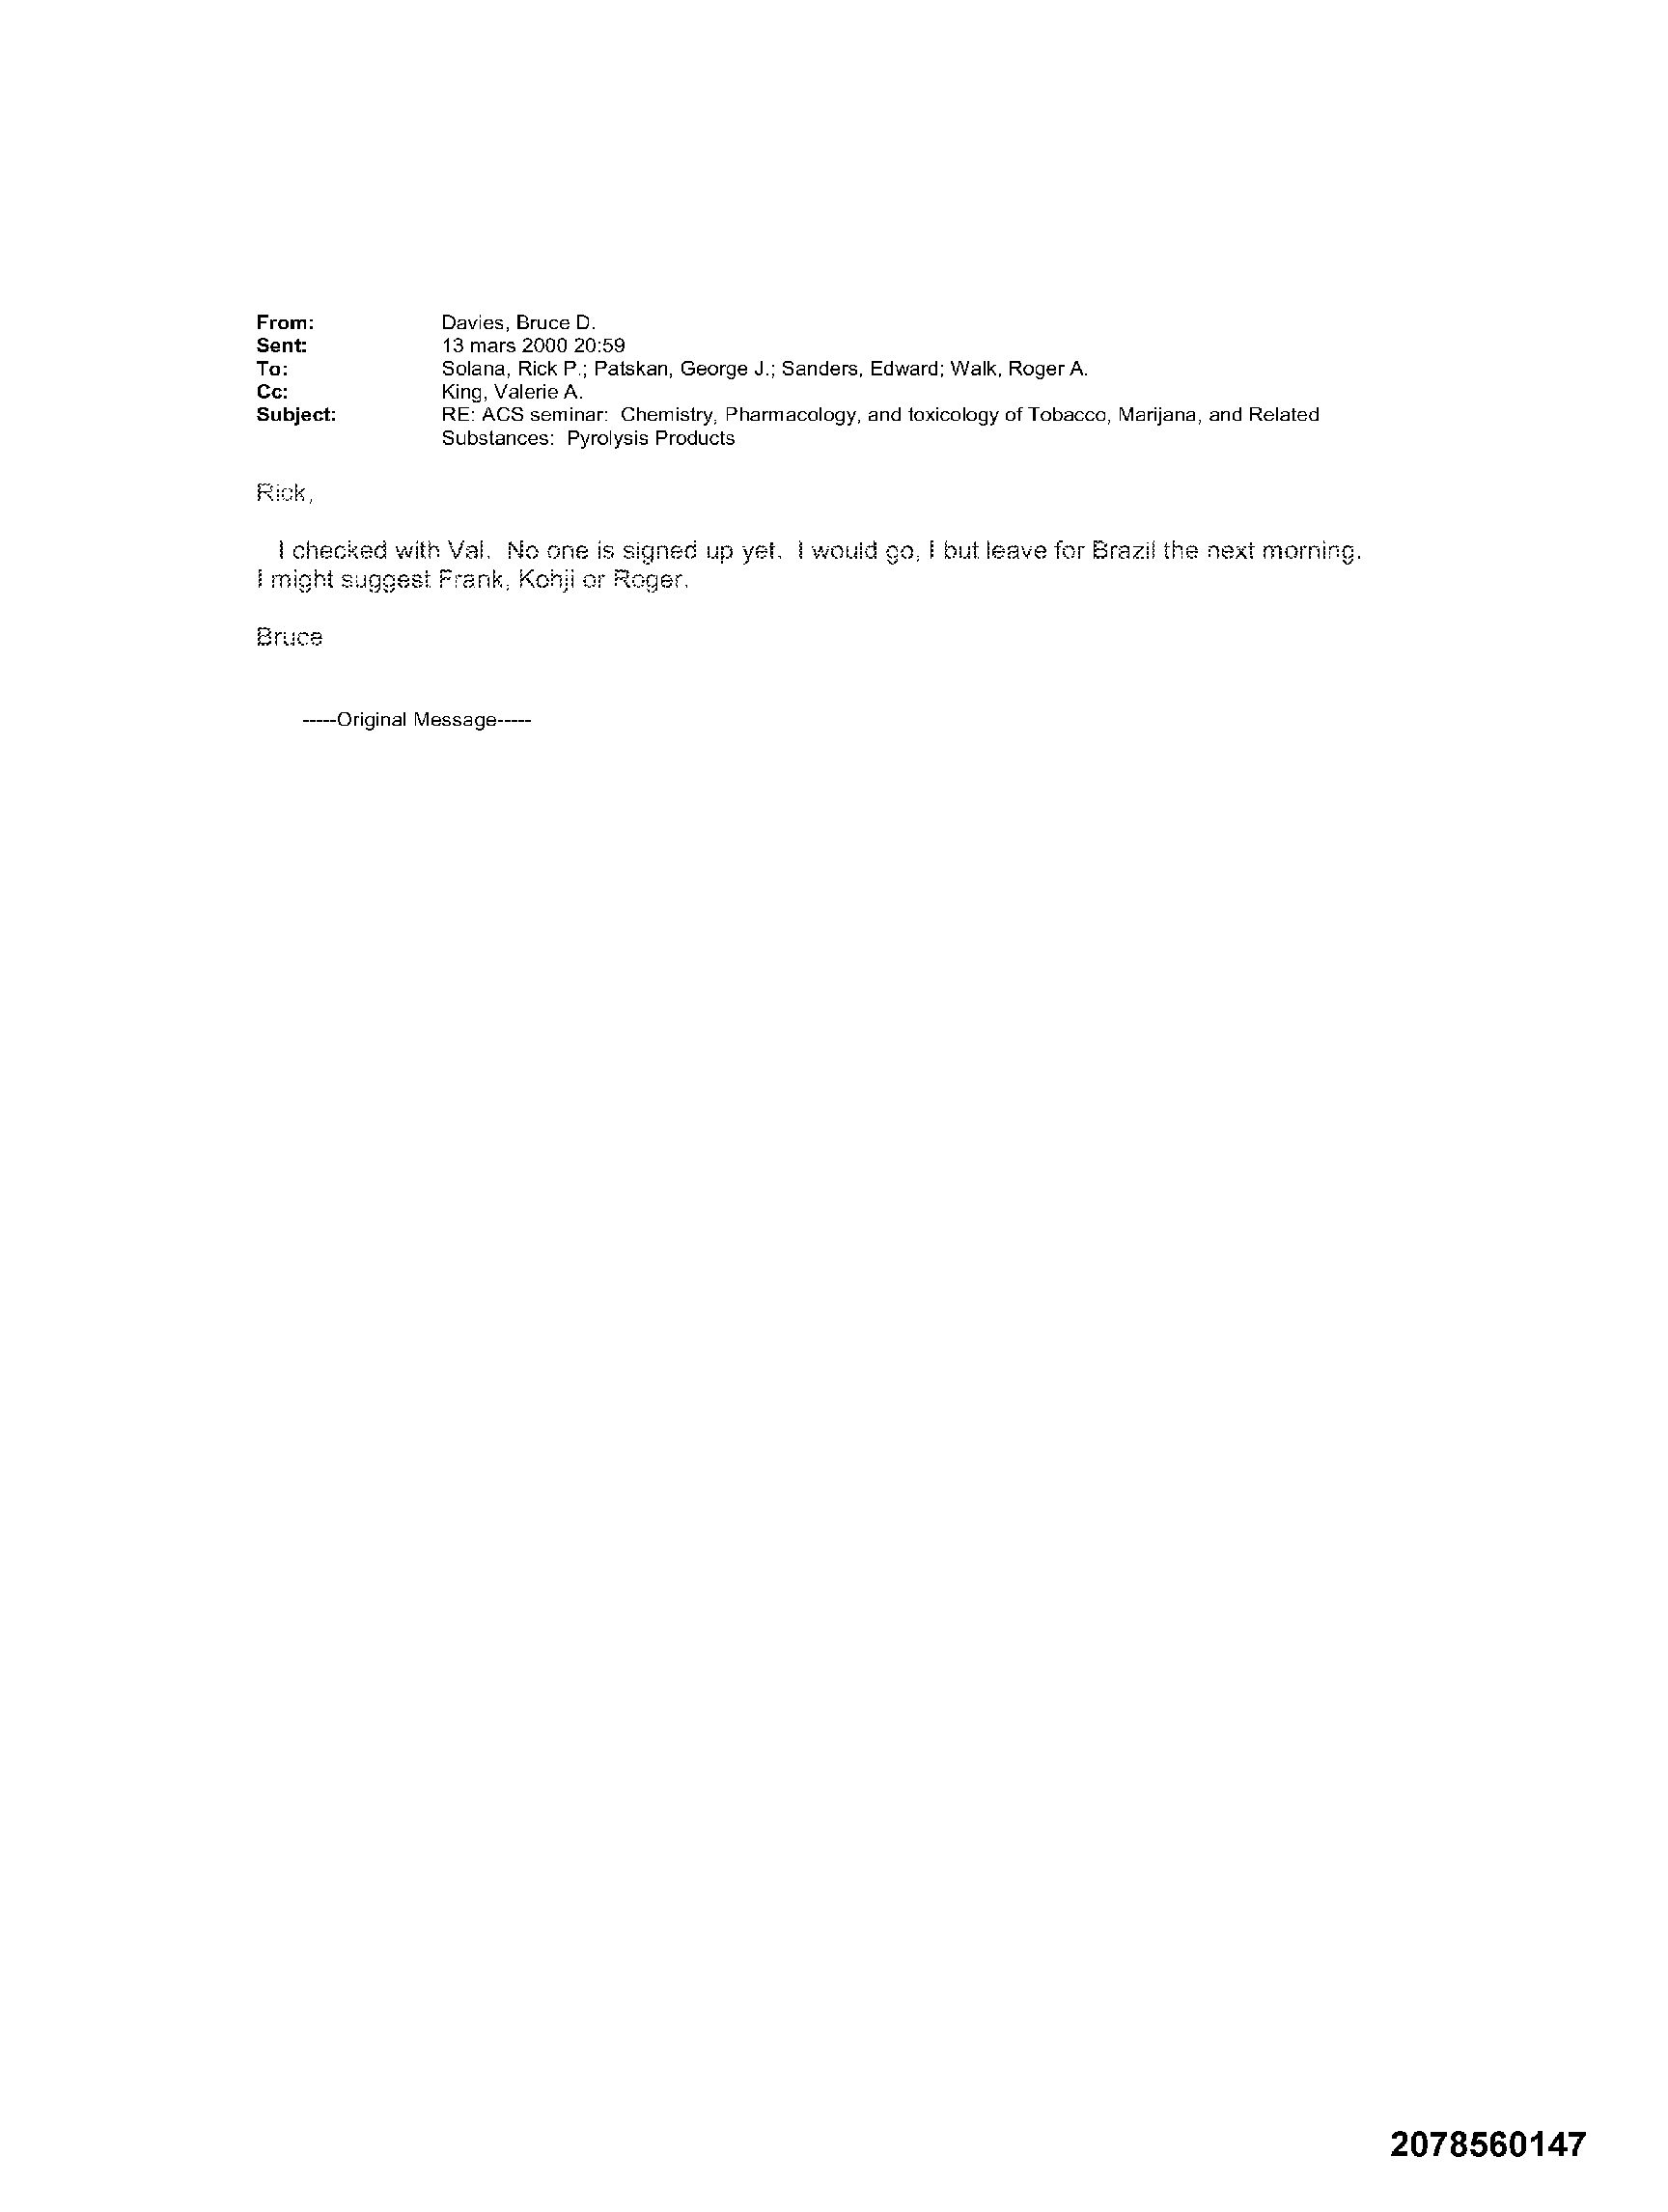 From: Davies, Bruce D.
Sent: 13 mars 2000 20:59
To: Solana, Rick P.; Patskan, George J.; Sanders, Edward; Walk, Roger A.
Cc: King, Valerie A.
Subject: RE: ACS seminar: Chemistry, Pharmacology, and toxicology of Tobacco, Marijana, and Related
Substances: Pyrolysis Products
Rick,
I checked with Val. No one is signed up yet. I would go, I but leave for Brazil the next morning.
I might suggest Frank, Kohji or Roger.
Bruce
-----Original Message-----
2078560147